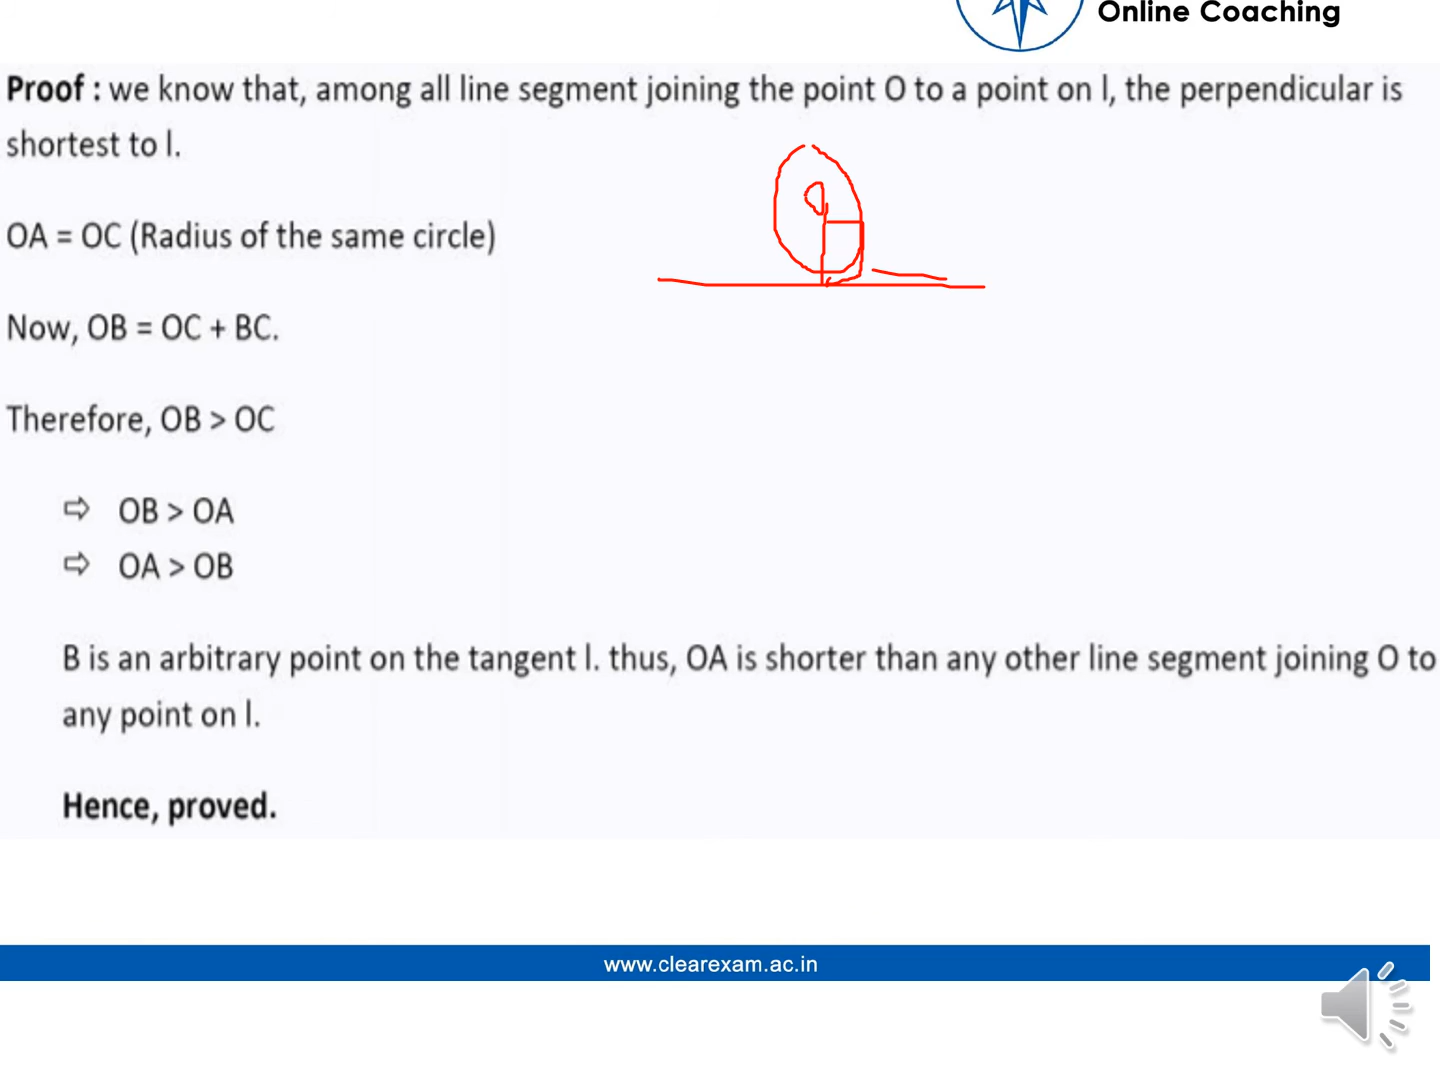 Online Coaching
Proof : we know that, among all line segment joining the point O to a point on l, the perpendicular is
shortest to l.
OA = OC (Radius of the same circle)
Now, OB = OC + BC.
Therefore, OB > OC
⇨ OB > OA
⇨ OA > OB
B is an arbitrary point on the tangent l. thus, OA is shorter than any other line segment joining O to
any point on l.
Hence, proved.
www.clearexam.ac.in